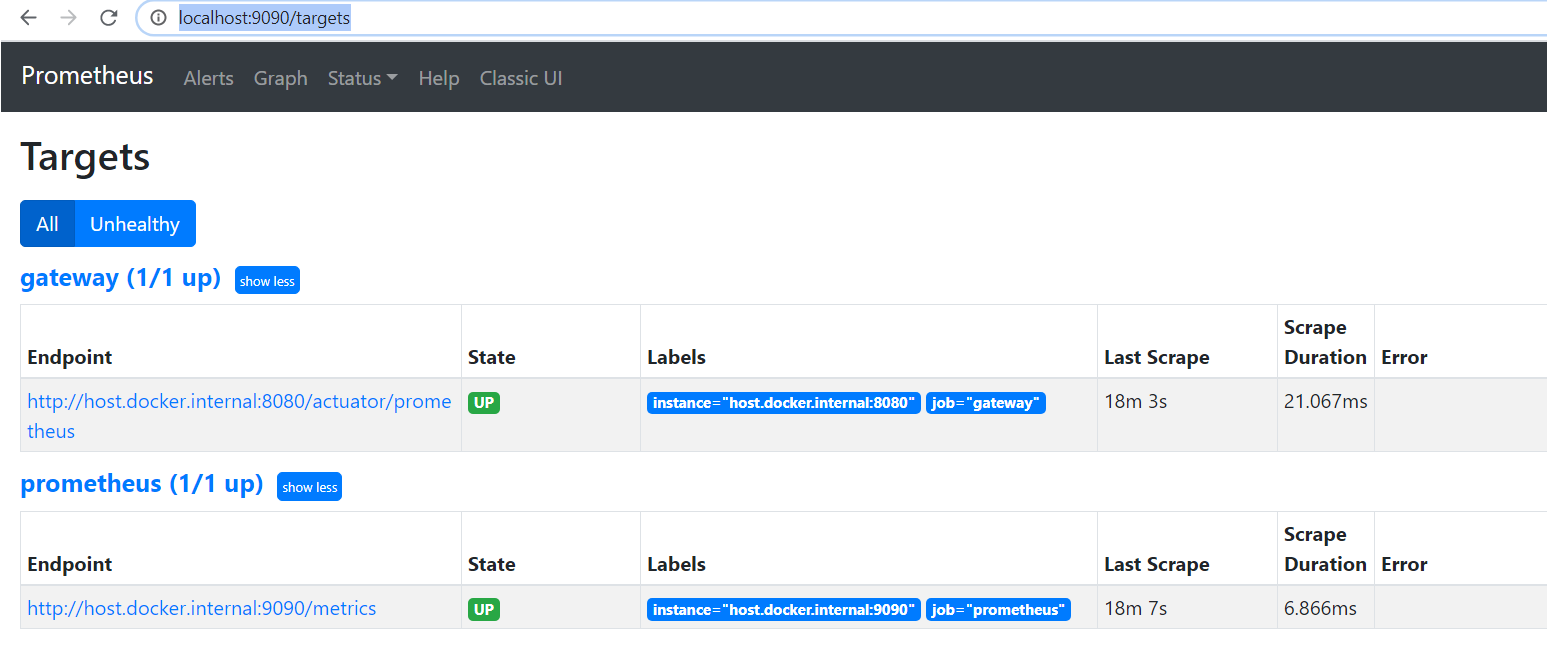 localhost:9090/targets
Prometheus Alerts Graph Status Help Classic UI
Targets
All Unhealthy
gateway (1/1 up) show less
Endpoint State Labels Last Scrape Scrape Duration Error
http://host.docker.internal:8080/actuator/prome
theus UP instance="host.docker.internal:8080" job="gateway" 18m 3s 21.067ms
prometheus (1/1 up) show less
Endpoint State Labels Last Scrape Scrape Duration Error
http://host.docker.internal:9090/metrics UP instance="host.docker.internal:9090" job="prometheus" 18m 7s 6.866ms